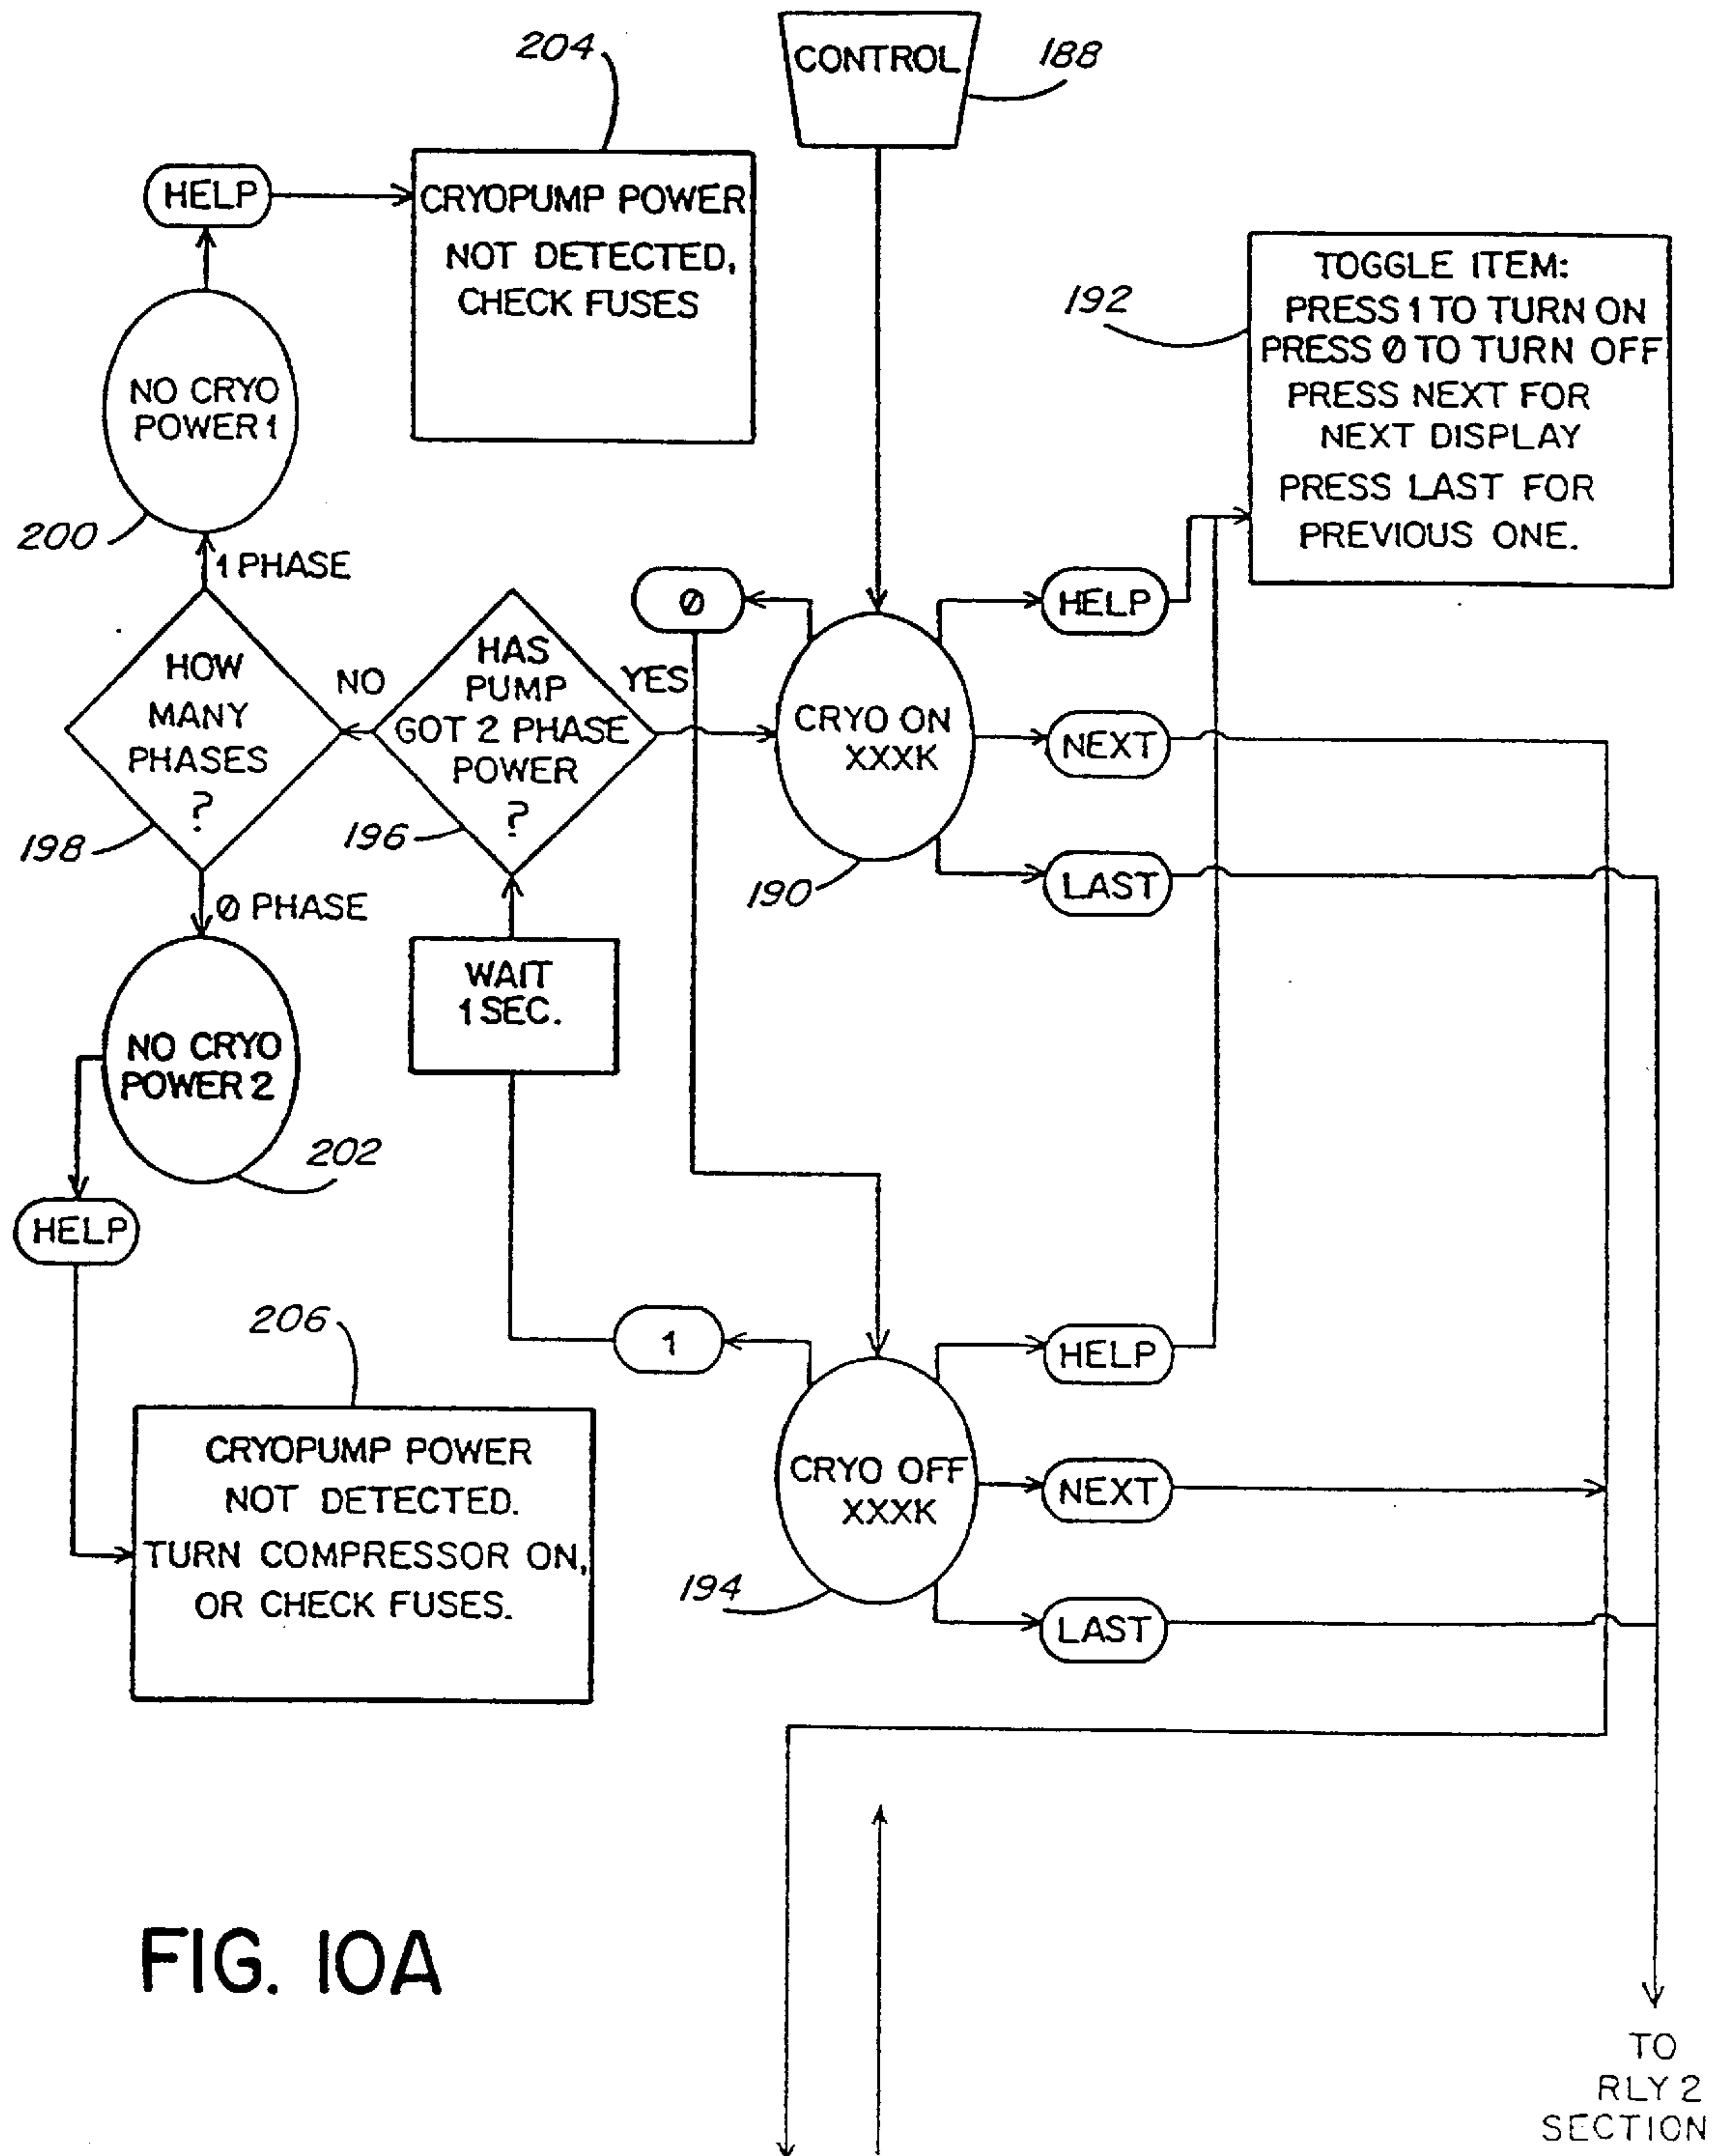 204
CONTROL
188
HELP
CRYOPUMP POWER
NOT DETECTED,
CHECK FUSES
192
TOGGLE ITEM:
PRESS 1 TO TURN ON
PRESS Ø TO TURN OFF
PRESS NEXT FOR
NEXT DISPLAY
PRESS LAST FOR
PREVIOUS ONE.
NO CRYO
POWER 1
200
1 PHASE
Ø
HELP
HOW
MANY
PHASES
?
198
NO
HAS
PUMP
GOT 2 PHASE
POWER
?
196
YES
CRYO ON
XXXK
190
NEXT
LAST
Ø PHASE
WAIT
1 SEC.
NO CRYO
POWER 2
202
HELP
206
CRYOPUMP POWER
NOT DETECTED.
TURN COMPRESSOR ON,
OR CHECK FUSES.
1
HELP
CRYO OFF
XXXK
194
NEXT
LAST
FIG. 10A
TO
RLY 2
SECTION